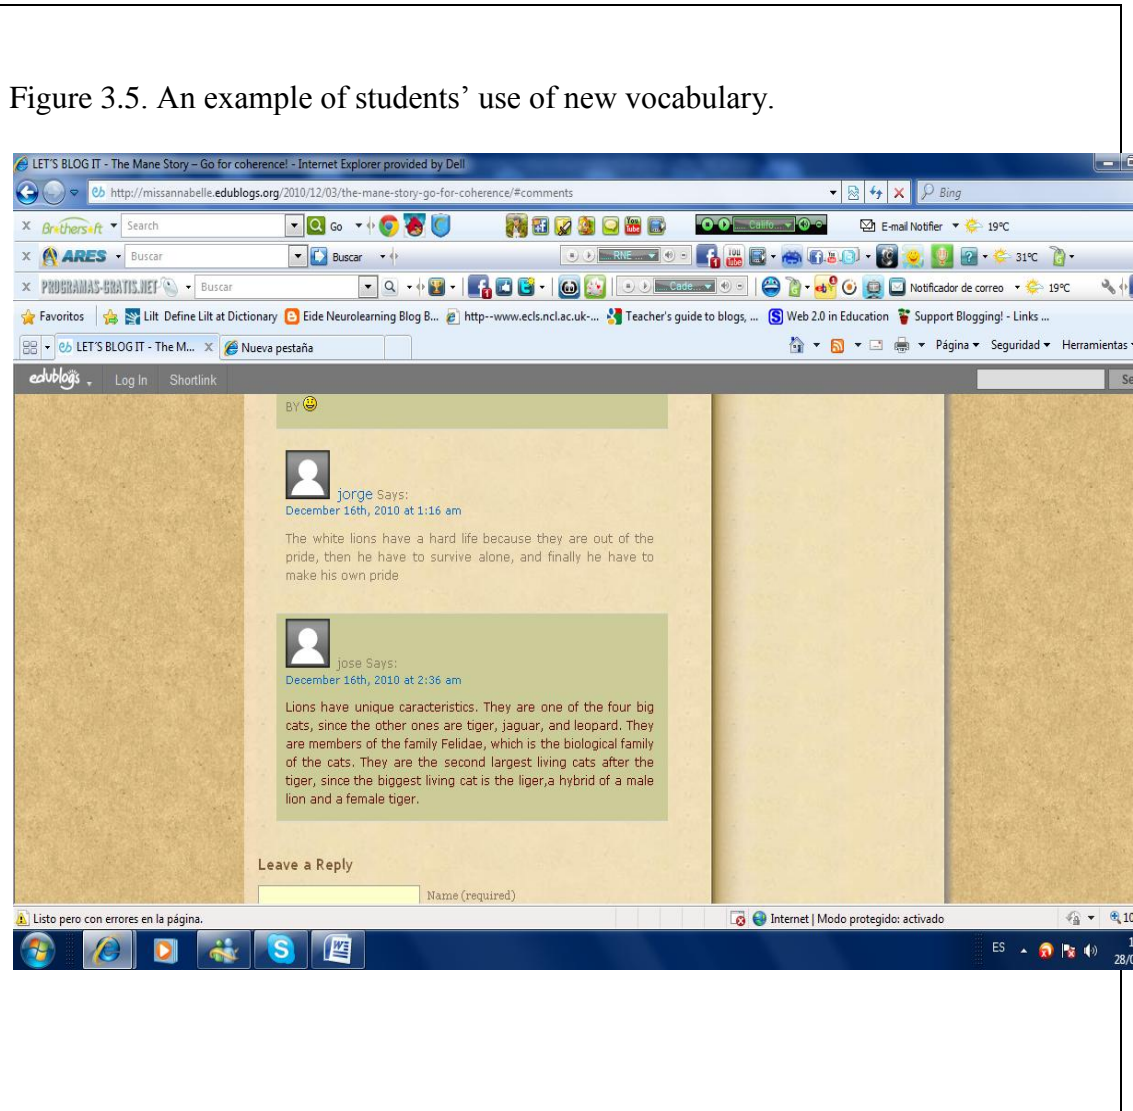 Figure 3.5. An example of students’ use of new vocabulary.
LET'S BLOG IT - The Mane Story – Go for coherence! - Internet Explorer provided by Dell
http://missannabelle.edublogs.org/2010/12/03/the-mane-story-go-for-coherence/#comments
Bing
X Brothersoft Search Go E-mail Notifier 19ºC
X ARES Buscar Buscar RNE 31ºC
X PROGRAMAS-GRATIS.NET Buscar Cade... Notificador de correo 19ºC
Favoritos Lilt Define Lilt at Dictionary Eide Neurolearning Blog B... http--www.ecls.ncl.ac.uk-... Teacher's guide to blogs, ... Web 2.0 in Education Support Blogging! - Links ...
LET'S BLOG IT - The M... X Nueva pestaña Página Seguridad Herramientas
edublogs Log In Shortlink Se
BY
jorge Says:
December 16th, 2010 at 1:16 am
The white lions have a hard life because they are out of the
pride, then he have to survive alone, and finally he have to
make his own pride
jose Says:
December 16th, 2010 at 2:36 am
Lions have unique caracteristics. They are one of the four big
cats, since the other ones are tiger, jaguar, and leopard. They
are members of the family Felidae, which is the biological family
of the cats. They are the second largest living cats after the
tiger, since the biggest living cat is the liger,a hybrid of a male
lion and a female tiger.
Leave a Reply
Name (required)
Listo pero con errores en la página. Internet | Modo protegido: activado 10
ES
28/0